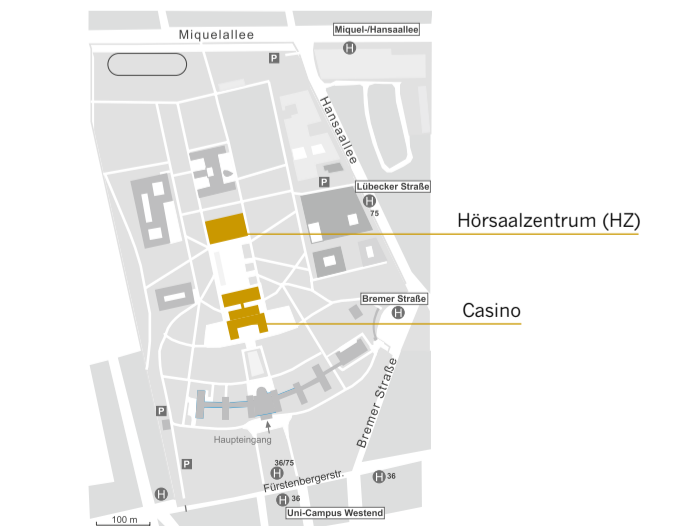 Miquel-/Hansaallee
Miquelallee
H
P
Hansaallee
P
Lübecker Straße
H
75
Hörsaalzentrum (HZ)
Bremer Straße
H
Casino
Bremer Straße
P
Haupteingang
36/75
H
P
Fürstenbergerstr.
H 36
H
H 36
Uni-Campus Westend
100 m